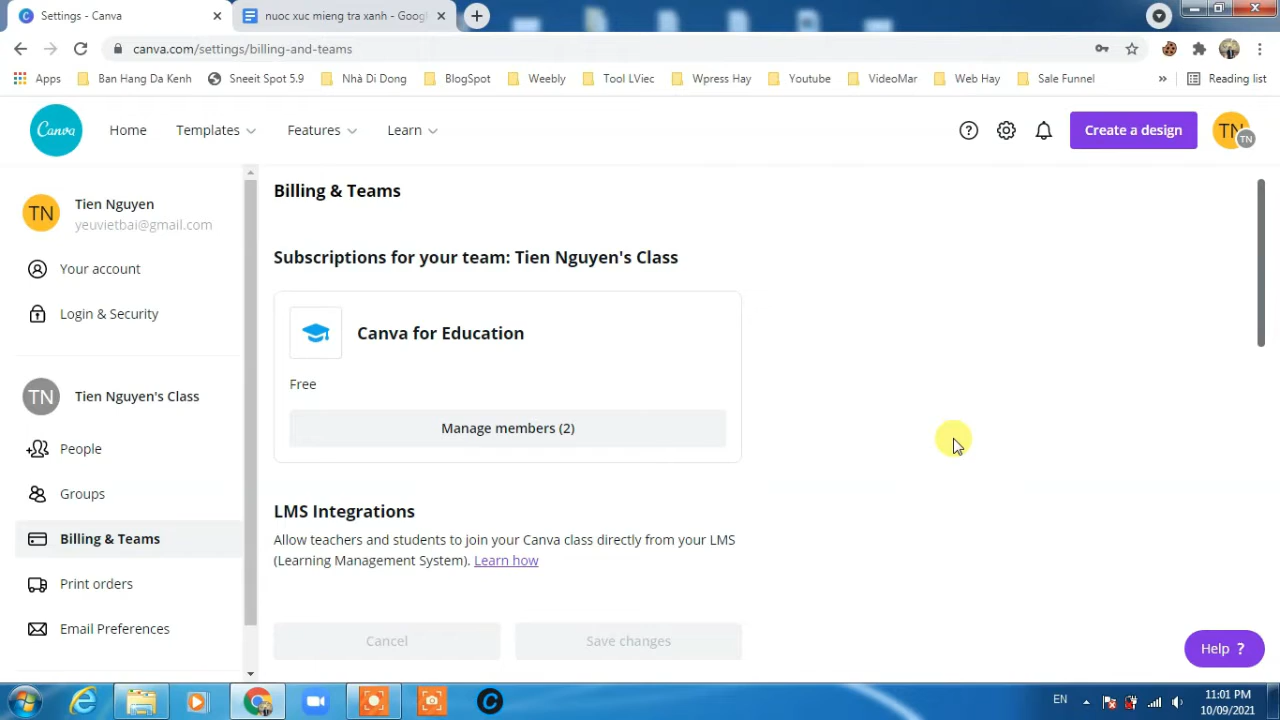 Settings - Canva
nuoc xuc mieng tra xanh - Googl
canva.com/settings/billing-and-teams
Apps
Ban Hang Da Kenh
Sneeit Spot 5.9
Nhà Di Dong
BlogSpot
Weebly
Tool LViec
Wpress Hay
Youtube
VideoMar
Web Hay
Sale Funnel
»
Reading list
Canva
Home
Templates
Features
Learn
Create a design
TN
TN
TN
Tien Nguyen
yeuvietbai@gmail.com
Your account
Login & Security
TN
Tien Nguyen's Class
People
Groups
Billing & Teams
Print orders
Email Preferences
Billing & Teams
Subscriptions for your team: Tien Nguyen's Class
Canva for Education
Free
Manage members (2)
LMS Integrations
Allow teachers and students to join your Canva class directly from your LMS
(Learning Management System). Learn how
Cancel
Save changes
Help ?
EN
11:01 PM
10/09/2021